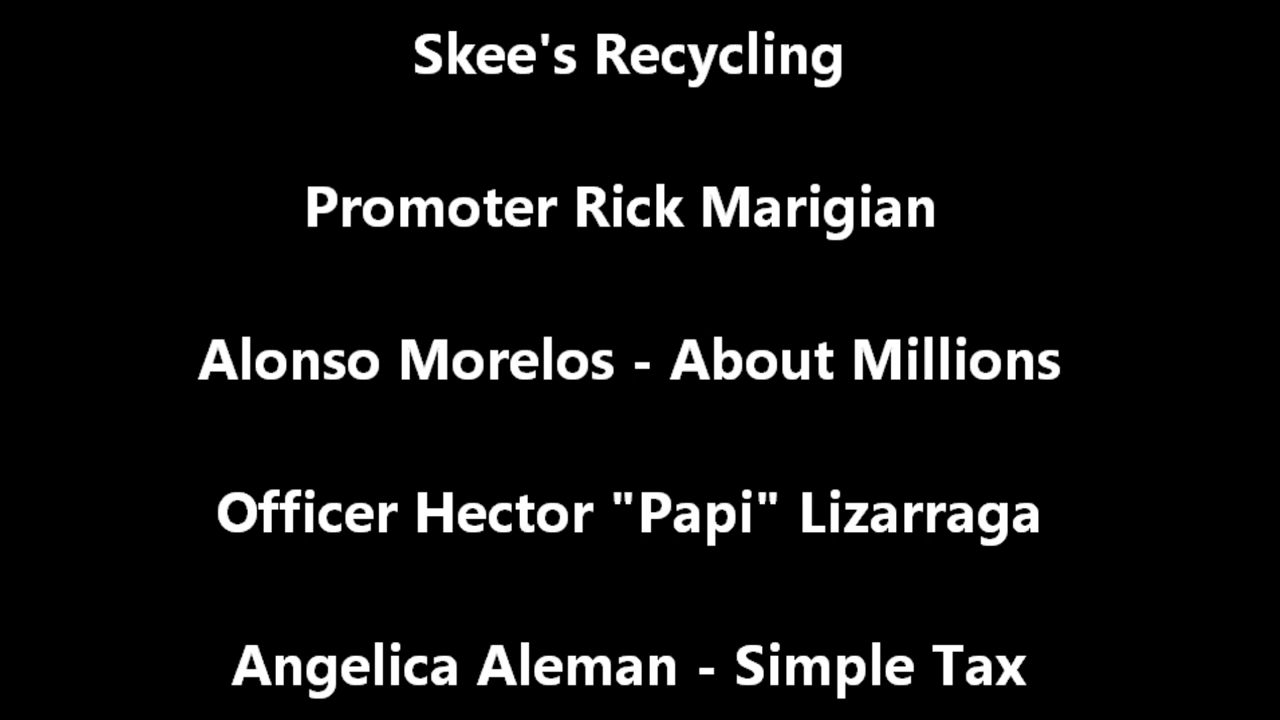 Skee's Recycling
Promoter Rick Marigian
Alonso Morelos - About Millions
Officer Hector "Papi" Lizarraga
Angelica Aleman - Simple Tax